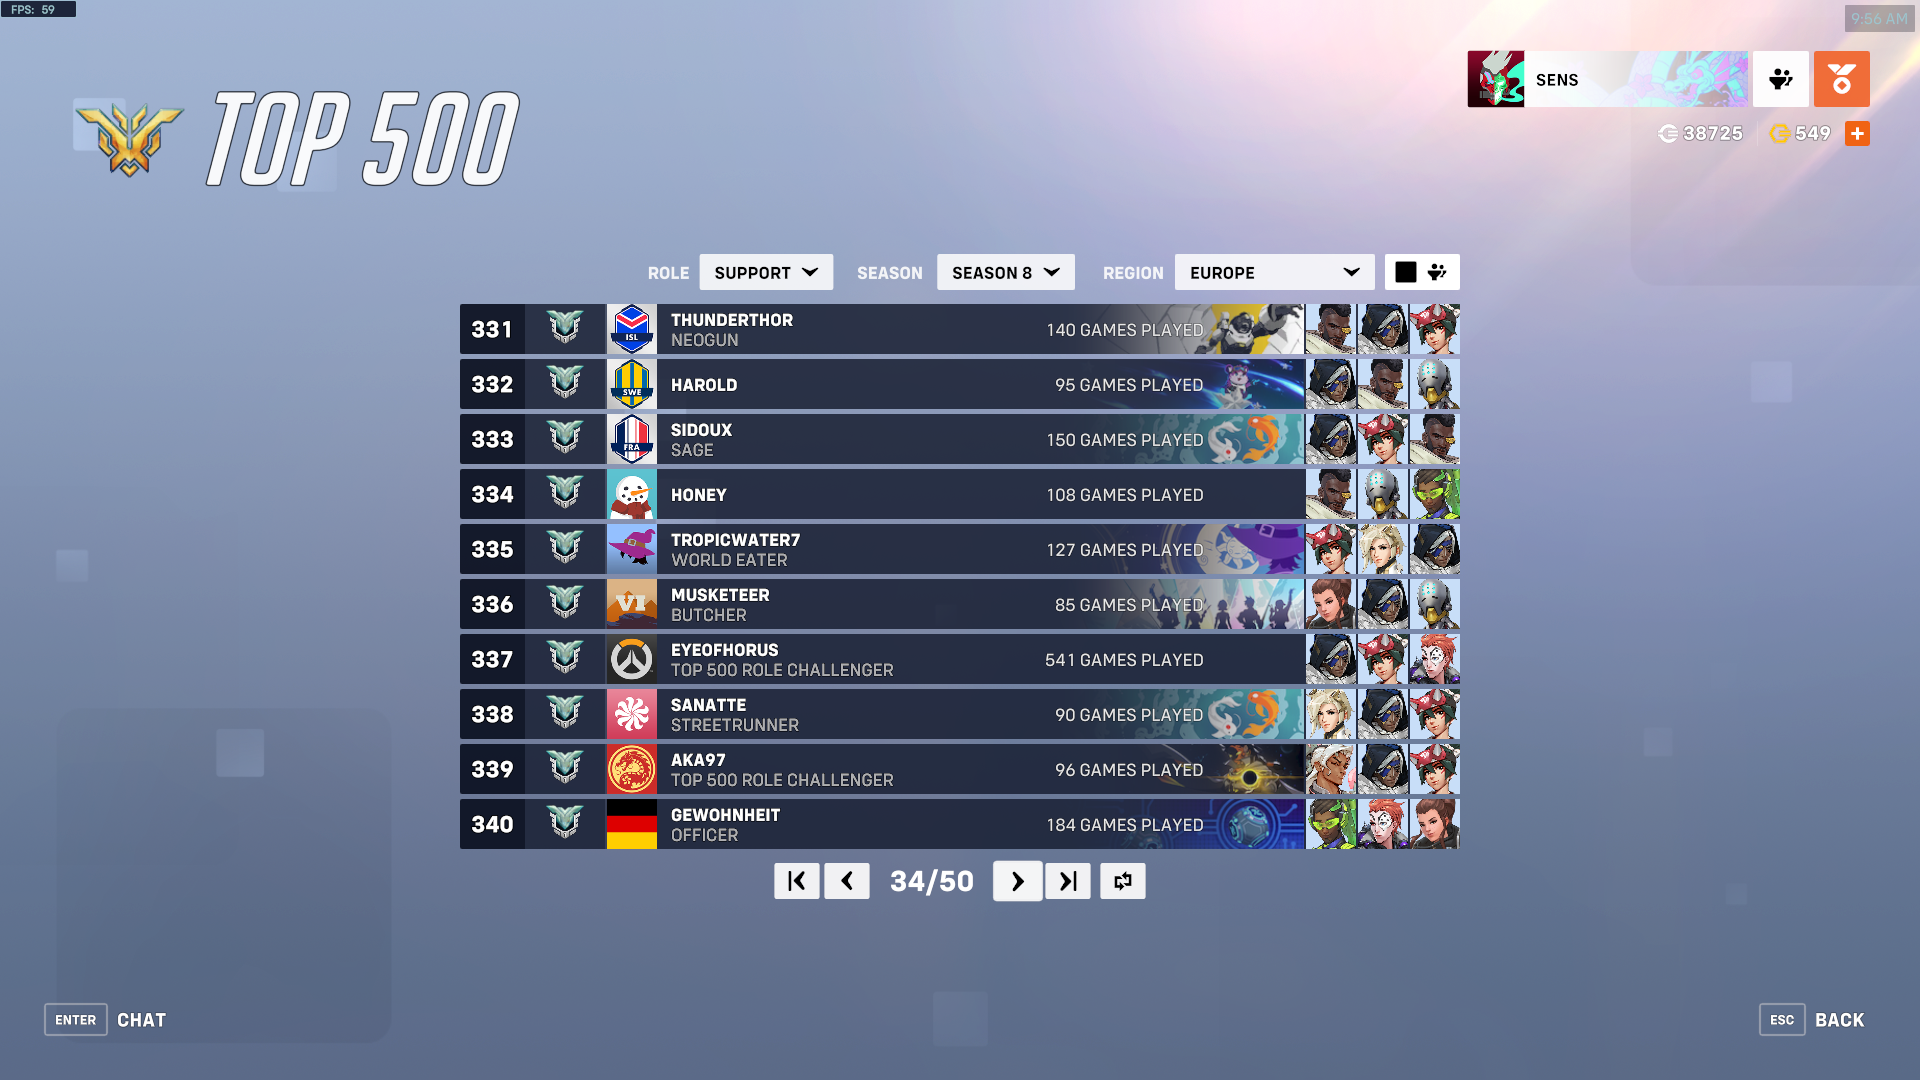 FPS: 59
9:56 AM
TOP 500
SENS
38725 549
ROLE SUPPORT SEASON SEASON 8 REGION EUROPE
331 ISL THUNDERTHOR 140 GAMES PLAYED
NEOGUN
332 SWE HAROLD 95 GAMES PLAYED
333 FRA SIDOUX 150 GAMES PLAYED
SAGE
334 HONEY 108 GAMES PLAYED
335 TROPICWATER7 127 GAMES PLAYED
WORLD EATER
336 VI MUSKETEER 85 GAMES PLAYED
BUTCHER
337 EYEOFHORUS 541 GAMES PLAYED
TOP 500 ROLE CHALLENGER
338 SANATTE 90 GAMES PLAYED
STREETRUNNER
339 AKA97 96 GAMES PLAYED
TOP 500 ROLE CHALLENGER
340 GEWOHNHEIT 184 GAMES PLAYED
OFFICER
34/50
ENTER CHAT
ESC BACK